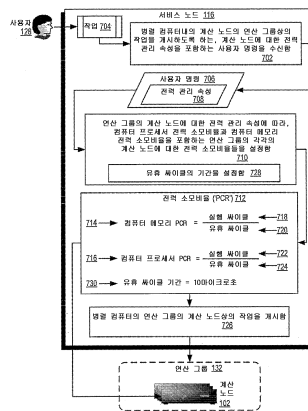 서비스 노드 116
사용자
128
작업 704
병렬 컴퓨터내의 계산 노드의 연산 그룹상의
작업을 개시하도록 하는, 계산 노드에 대한 전력
관리 속성을 포함하는 사용자 명령을 수신함
702
사용자 명령 706
전력 관리 속성
708
연산 그룹의 계산 노드에 대한 전력 관리 속성에 따라,
컴퓨터 프로세서 전력 소모비율과 컴퓨터 메모리
전력 소모비율을 포함하는 연산 그룹의 각각의
계산 노드에 대한 전력 소모비율들을 설정함
710
유휴 싸이클의 기간을 설정함 728
전력 소모비율 ('PCR') 712
714 컴퓨터 메모리 PCR = 실행 싸이클 718
유휴 싸이클 720
716 컴퓨터 프로세서 PCR = 실행 싸이클 722
유휴 싸이클 724
730 유휴 싸이클 기간 = 10마이크로초
병렬 컴퓨터의 연산 그룹의 계산 노드상의 작업을 개시함
726
연산 그룹 132
계산
노드
102